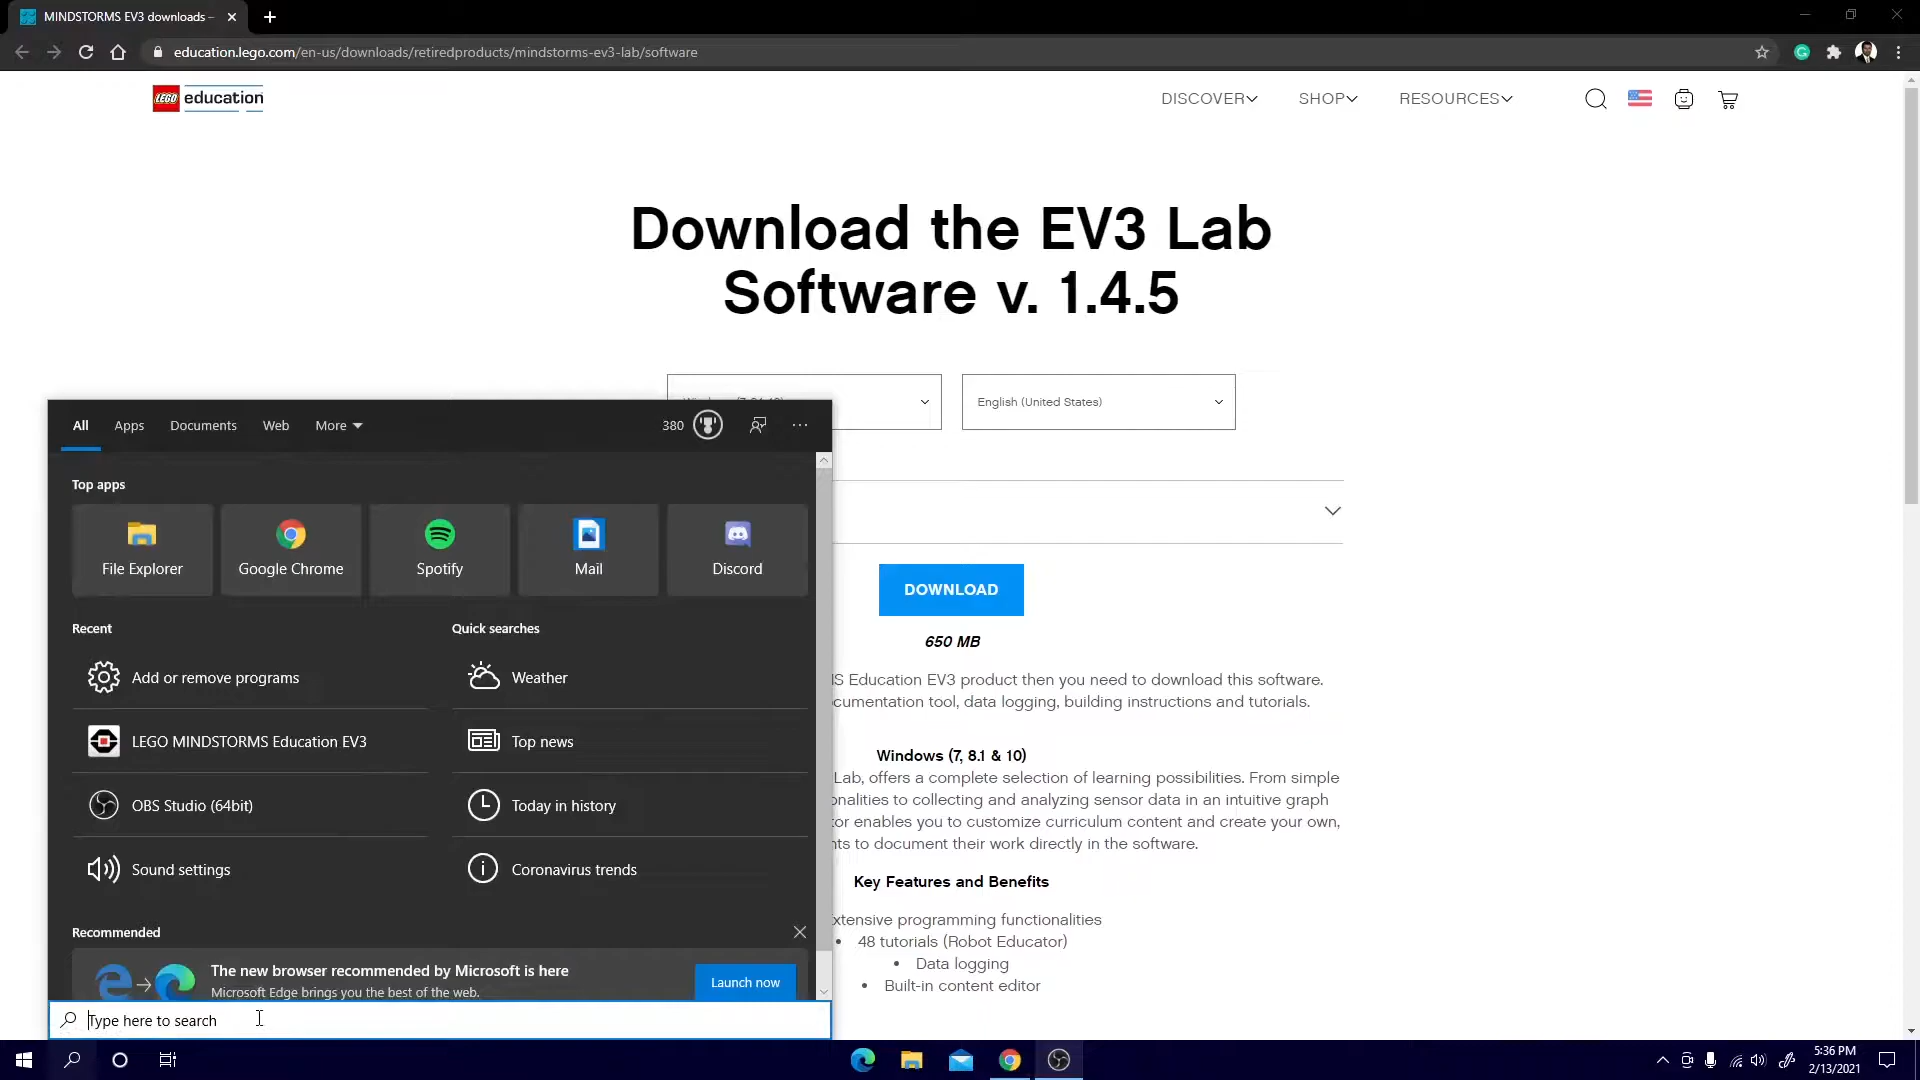 MINDSTORMS EV3 downloads –
education.lego.com/en-us/downloads/retiredproducts/mindstorms-ev3-lab/software
LEGO education
DISCOVER
SHOP
RESOURCES
Download the EV3 Lab
Software v. 1.4.5
English (United States)
DOWNLOAD
650 MB
S Education EV3 product then you need to download this software.
cumentation tool, data logging, building instructions and tutorials.
Windows (7, 8.1 & 10)
Lab, offers a complete selection of learning possibilities. From simple
onalities to collecting and analyzing sensor data in an intuitive graph
or enables you to customize curriculum content and create your own,
nts to document their work directly in the software.
Key Features and Benefits
xtensive programming functionalities
• 48 tutorials (Robot Educator)
• Data logging
• Built-in content editor
All
Apps
Documents
Web
More
380
Top apps
File Explorer
Google Chrome
Spotify
Mail
Discord
Recent
Quick searches
Add or remove programs
Weather
LEGO MINDSTORMS Education EV3
Top news
OBS Studio (64bit)
Today in history
Sound settings
Coronavirus trends
Recommended
The new browser recommended by Microsoft is here
Microsoft Edge brings you the best of the web.
Launch now
Type here to search
5:36 PM
2/13/2021